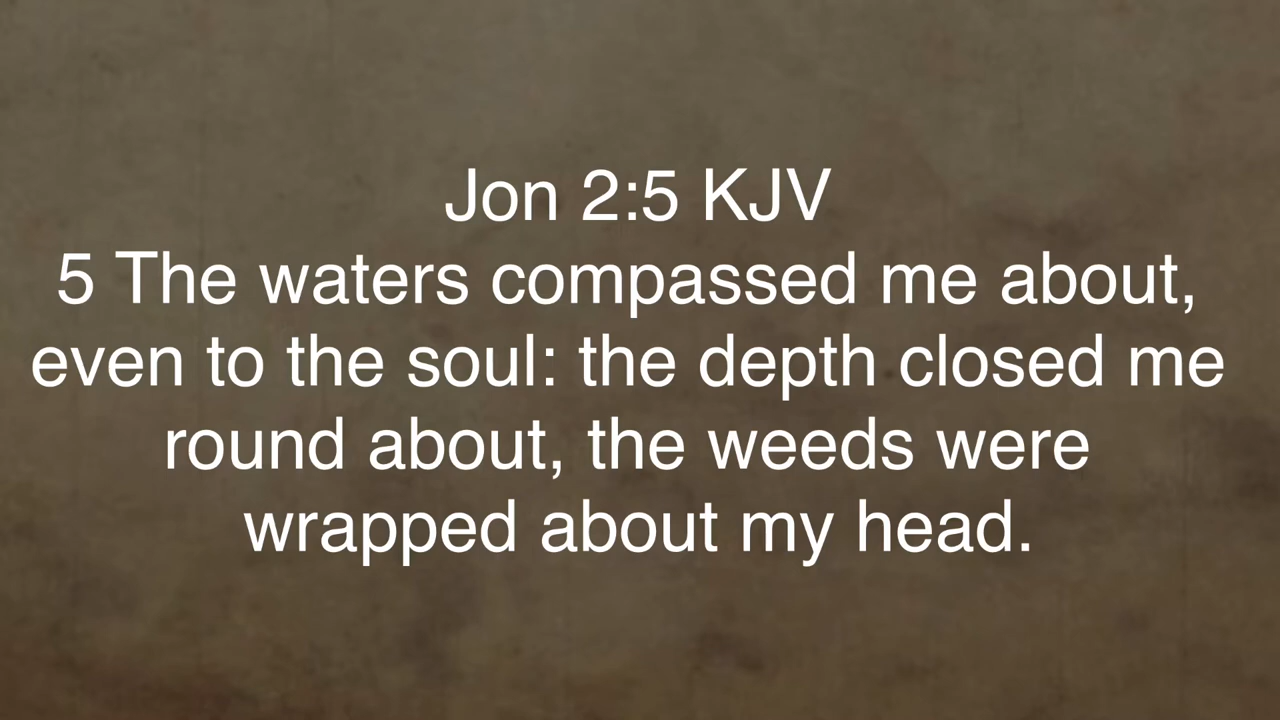 Jon 2:5 KJV
5 The waters compassed me about,
even to the soul: the depth closed me
round about, the weeds were
wrapped about my head.